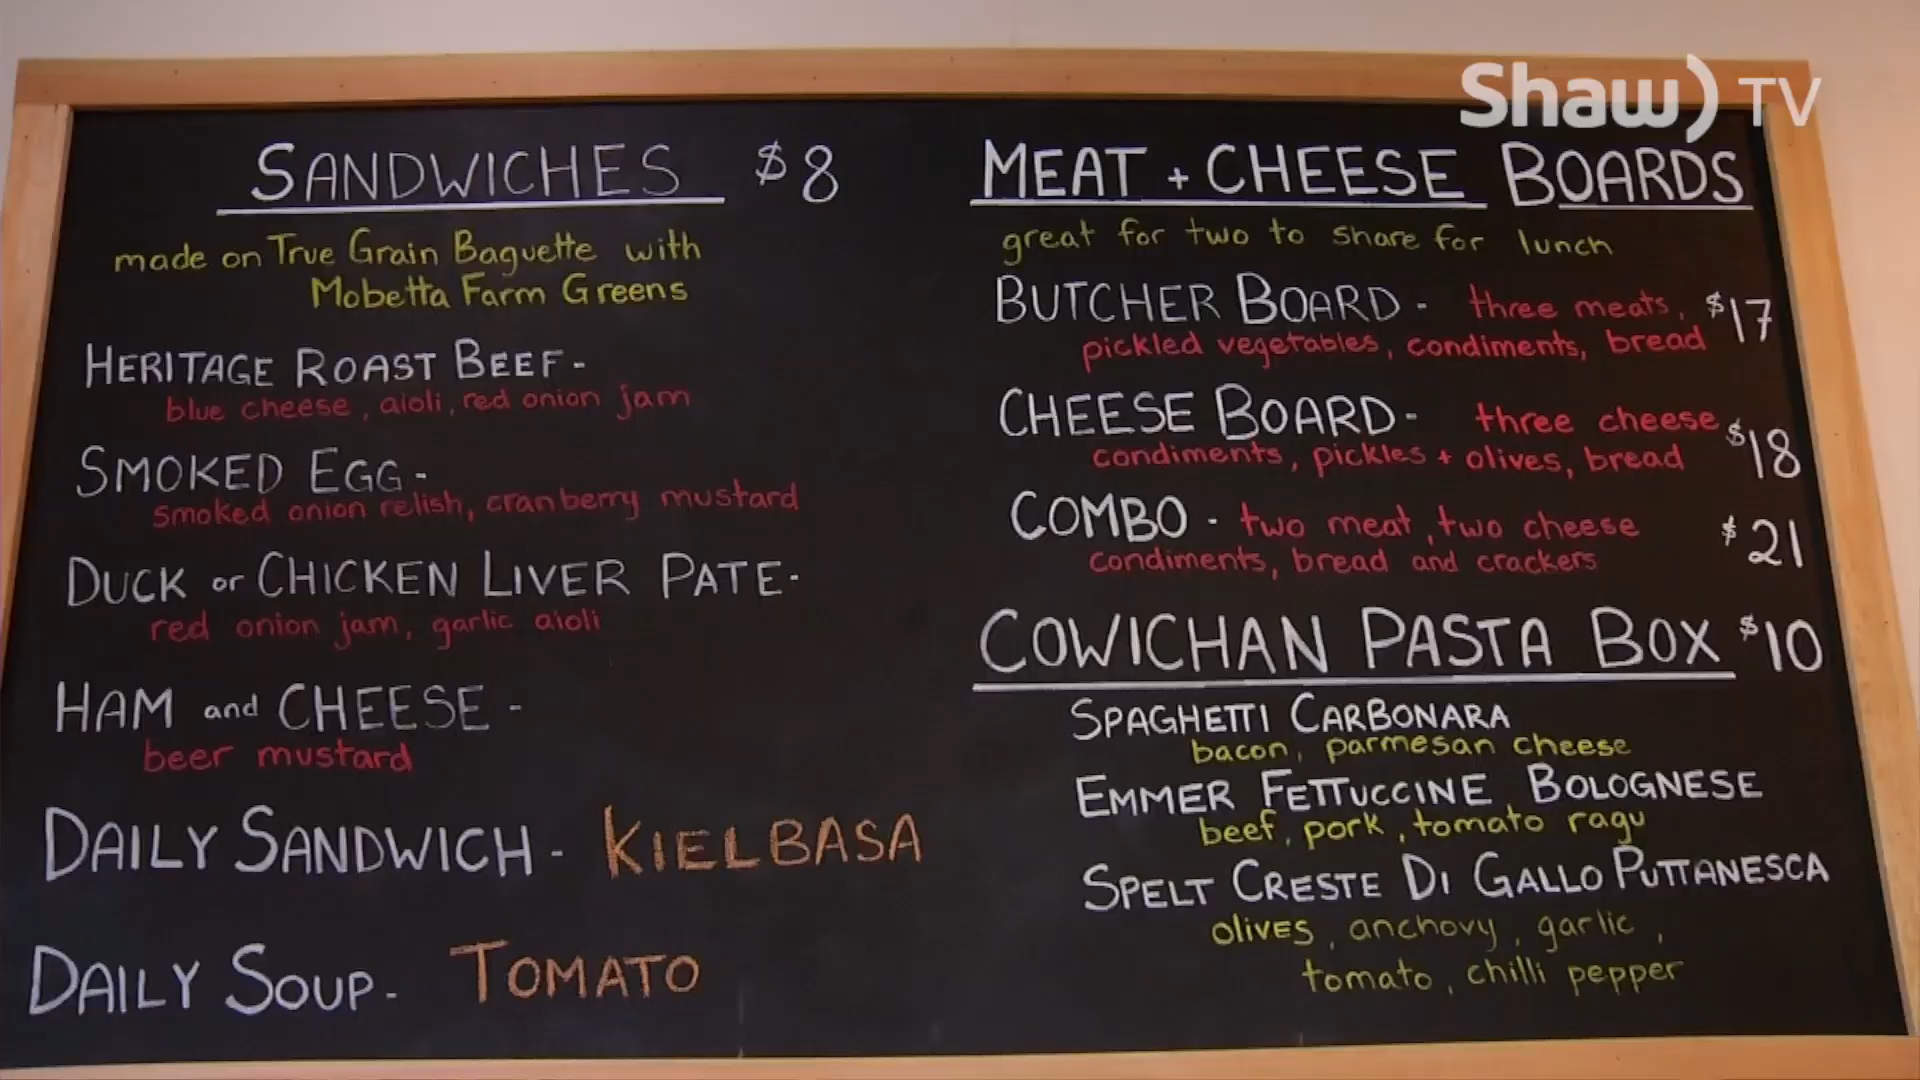 Shaw) TV
SANDWICHES $8
made on True Grain Baguette with
Mobetta Farm Greens
HERITAGE ROAST BEEF -
blue cheese, aioli, red onion jam
SMOKED EGG -
smoked onion relish, cranberry mustard
DUCK or CHICKEN LIVER PATE -
red onion jam, garlic aioli
HAM and CHEESE -
beer mustard
DAILY SANDWICH - KIELBASA
DAILY SOUP - TOMATO
MEAT + CHEESE BOARDS
great for two to share for lunch
BUTCHER BOARD - three meats, $17
pickled vegetables, condiments, bread
CHEESE BOARD - three cheese $18
condiments, pickles + olives, bread
COMBO - two meat, two cheese $21
condiments, bread and crackers
COWICHAN PASTA BOX $10
SPAGHETTI CARBONARA
bacon, parmesan cheese
EMMER FETTUCCINE BOLOGNESE
beef, pork, tomato ragu
SPELT CRESTE DI GALLO PUTTANESCA
olives, anchovy, garlic,
tomato, chilli pepper